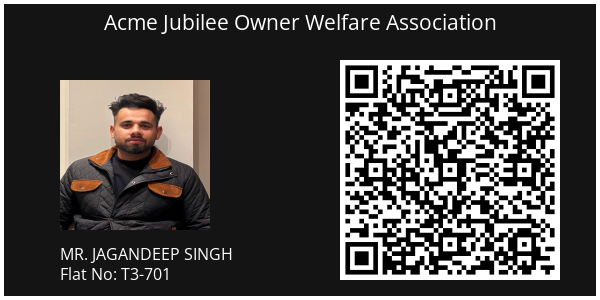 Acme Jubilee Owner Welfare Association
MR. JAGANDEEP SINGH
Flat No: T3-701